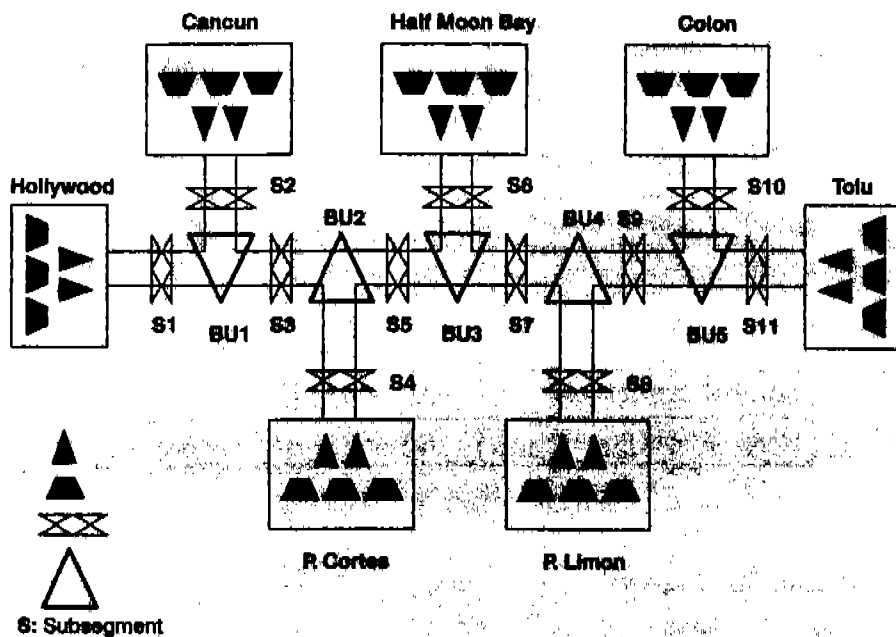 Cancun
Half Moon Bay
Colon
Hollywood
S2
S6
S10
Tolu
BU2
BU4
S9
S1
BU1
S3
S5
BU3
S7
BU5
S11
S4
S8
P. Cortes
P. Limon
S: Subsegment